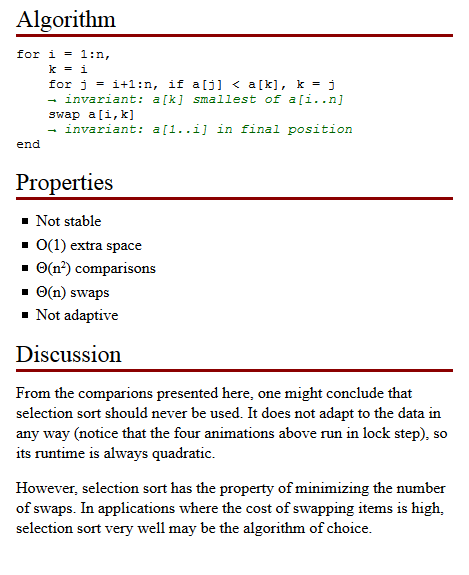 Algorithm
for i = 1:n,
    k = i
    for j = i+1:n, if a[j] < a[k], k = j
    → invariant: a[k] smallest of a[i..n]
    swap a[i,k]
    → invariant: a[1..i] in final position
end
Properties
▪ Not stable
▪ O(1) extra space
▪ Θ(n²) comparisons
▪ Θ(n) swaps
▪ Not adaptive
Discussion
From the comparions presented here, one might conclude that
selection sort should never be used. It does not adapt to the data in
any way (notice that the four animations above run in lock step), so
its runtime is always quadratic.
However, selection sort has the property of minimizing the number
of swaps. In applications where the cost of swapping items is high,
selection sort very well may be the algorithm of choice.